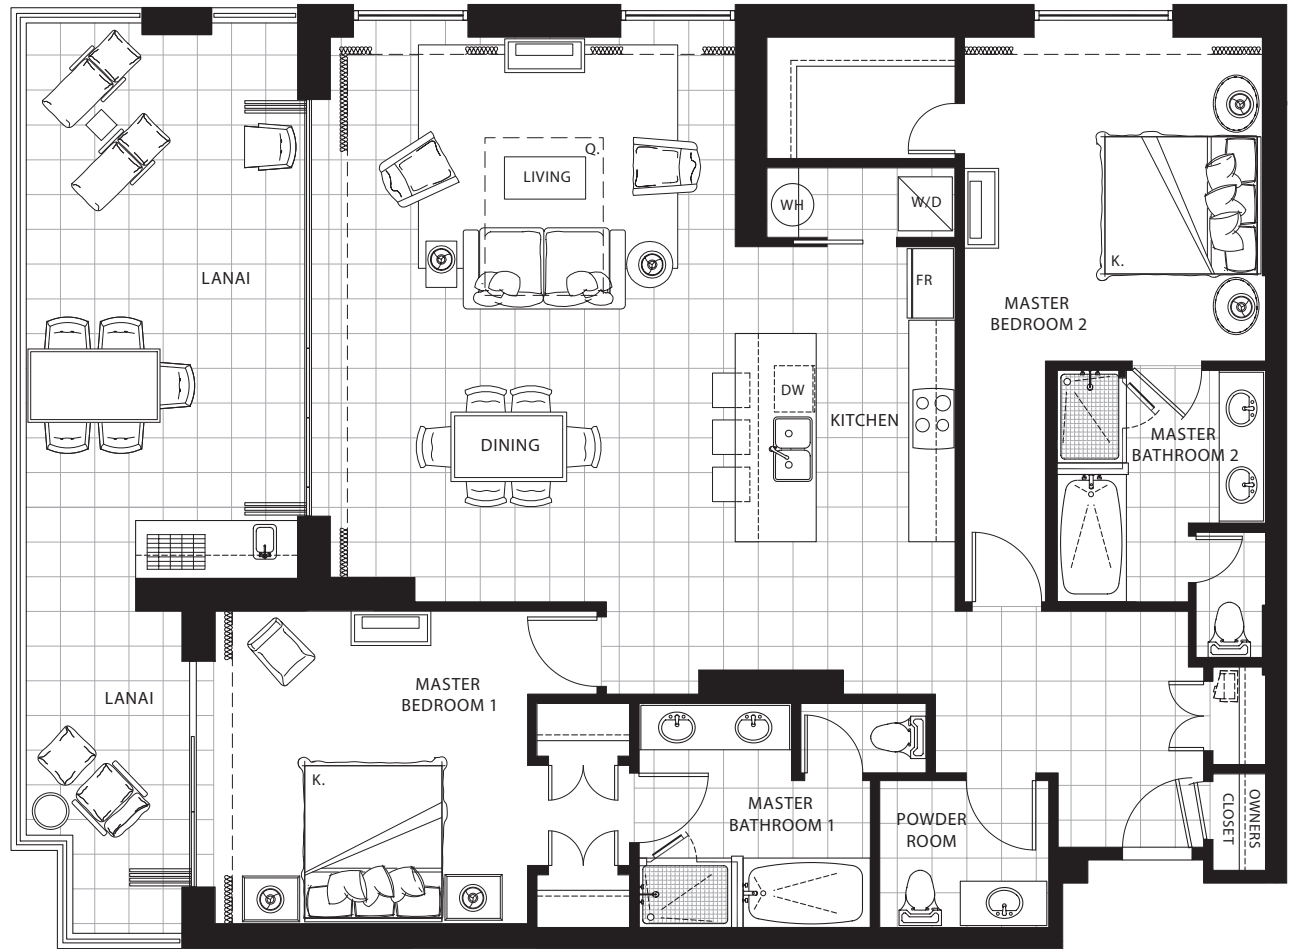 Q.
LIVING
WH
W/D
K.
LANAI
FR
MASTER
BEDROOM 2
DW
KITCHEN
DINING
MASTER
BATHROOM 2
LANAI
MASTER
BEDROOM 1
K.
MASTER
BATHROOM 1
POWDER
ROOM
OWNERS
CLOSET